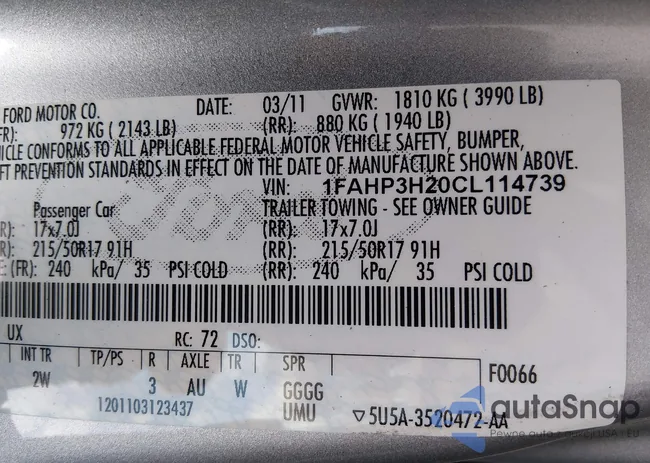 FORD MOTOR CO. DATE: 03/11 GVWR: 1810 KG ( 3990 LB)
FR): 972 KG ( 2143 LB) (RR): 880 KG ( 1940 LB)
ICLE CONFORMS TO ALL APPLICABLE FEDERAL MOTOR VEHICLE SAFETY, BUMPER,
FT PREVENTION STANDARDS IN EFFECT ON THE DATE OF MANUFACTURE SHOWN ABOVE.
VIN: 1FAHP3H20CL114739
Passenger Car TRAILER TOWING - SEE OWNER GUIDE
R): 17x7.0J (RR): 17x7.0J
R): 215/50R17 91H (RR): 215/50R17 91H
E: (FR): 240 kPa/ 35 PSI COLD (RR): 240 kPa/ 35 PSI COLD
UX RC: 72 DSO:
INT TR TP/PS R AXLE TR SPR F0066
2W 3 AU W GGGG
1201103123437 UMU ▽5U5A-3520472-AA
autoSnap
Pewne auto z aukcji USA - EU